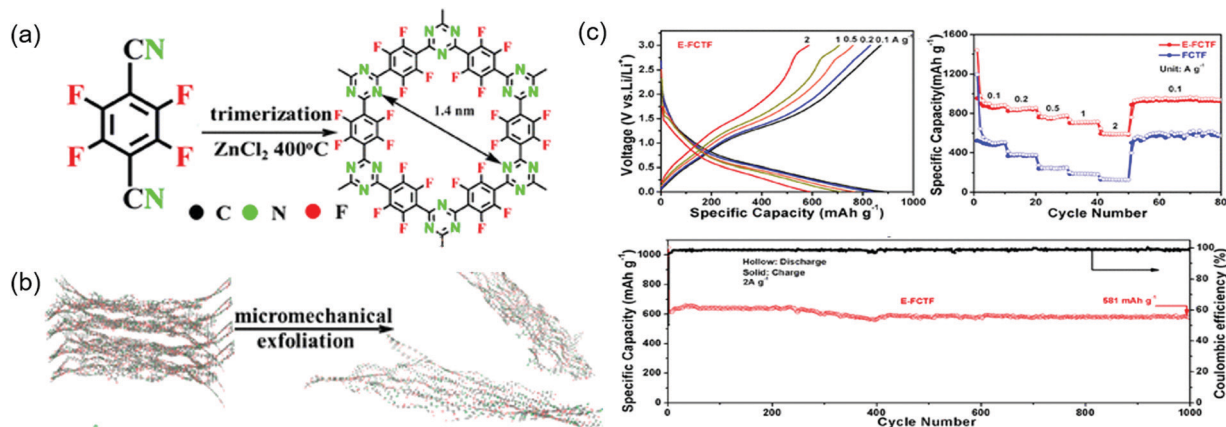 (a)
CN
F
F
F
F
CN
trimerization
ZnCl₂ 400°C
1.4 nm
C N F
(b)
micromechanical
exfoliation
(c)
E-FCTF
2 1 0.5 0.2 0.1 A g⁻¹
Voltage (V vs.Li/Li⁺)
3.0
2.5
2.0
1.5
1.0
0.5
0.0
0 200 400 600 800 1000
Specific Capacity (mAh g⁻¹)
Specific Capacity(mAh g⁻¹)
1600
1200
800
400
0
E-FCTF
FCTF
Unit: A g⁻¹
0.1 0.2 0.5 1 2 0.1
0 20 40 60 80
Cycle Number
Specific Capacity (mAh g⁻¹)
1000
800
600
400
200
0
Hollow: Discharge
Solid: Charge
2A g⁻¹
E-FCTF
581 mAh g⁻¹
100
80
60
40
20
0
Coulombic efficiency (%)
0 200 400 600 800 1000
Cycle Number